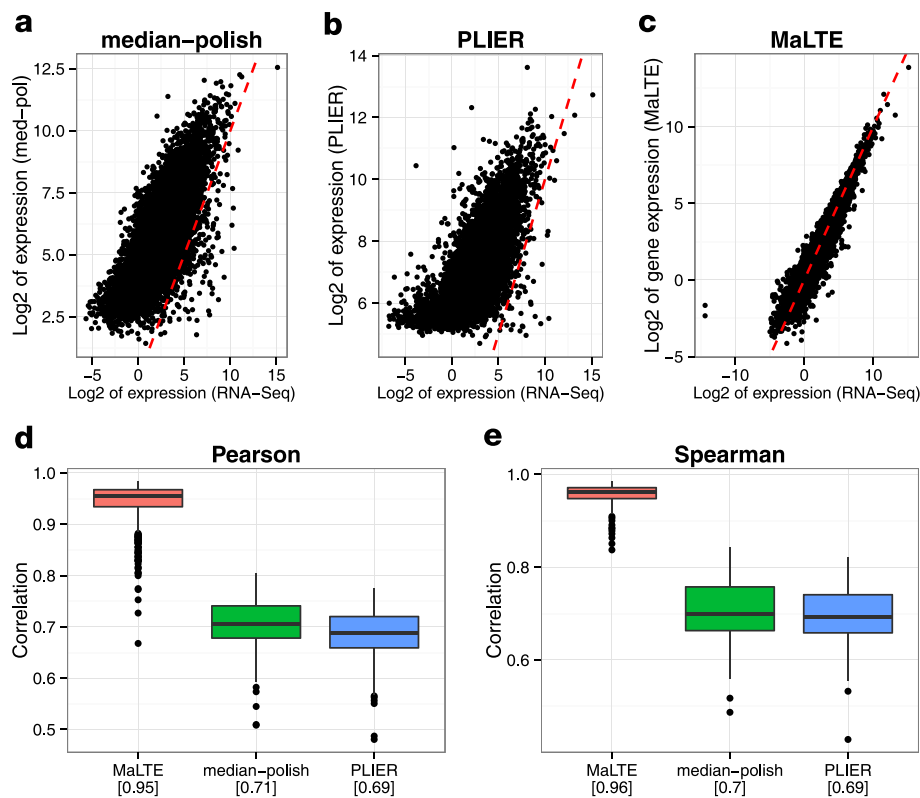 a
median−polish
Log2 of expression (med−pol)
12.5
10.0
7.5
5.0
2.5
−5
0
5
10
15
Log2 of expression (RNA−Seq)
b
PLIER
Log2 of expression (PLIER)
14
12
10
8
6
−5
0
5
10
15
Log2 of expression (RNA−Seq)
c
MaLTE
Log2 of gene expression (MaLTE)
10
5
0
−5
−10
0
10
Log2 of expression (RNA−Seq)
d
Pearson
Correlation
1.0
0.9
0.8
0.7
0.6
0.5
MaLTE
[0.95]
median−polish
[0.71]
PLIER
[0.69]
e
Spearman
Correlation
1.0
0.8
0.6
MaLTE
[0.96]
median−polish
[0.7]
PLIER
[0.69]